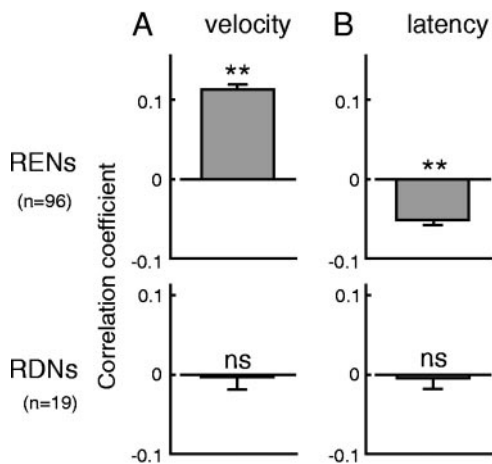 A velocity
B latency
RENs
(n=96)
Correlation coefficient
0.1
**
0
-0.1
0.1
**
0
-0.1
RDNs
(n=19)
0.1
ns
0
-0.1
0.1
ns
0
-0.1